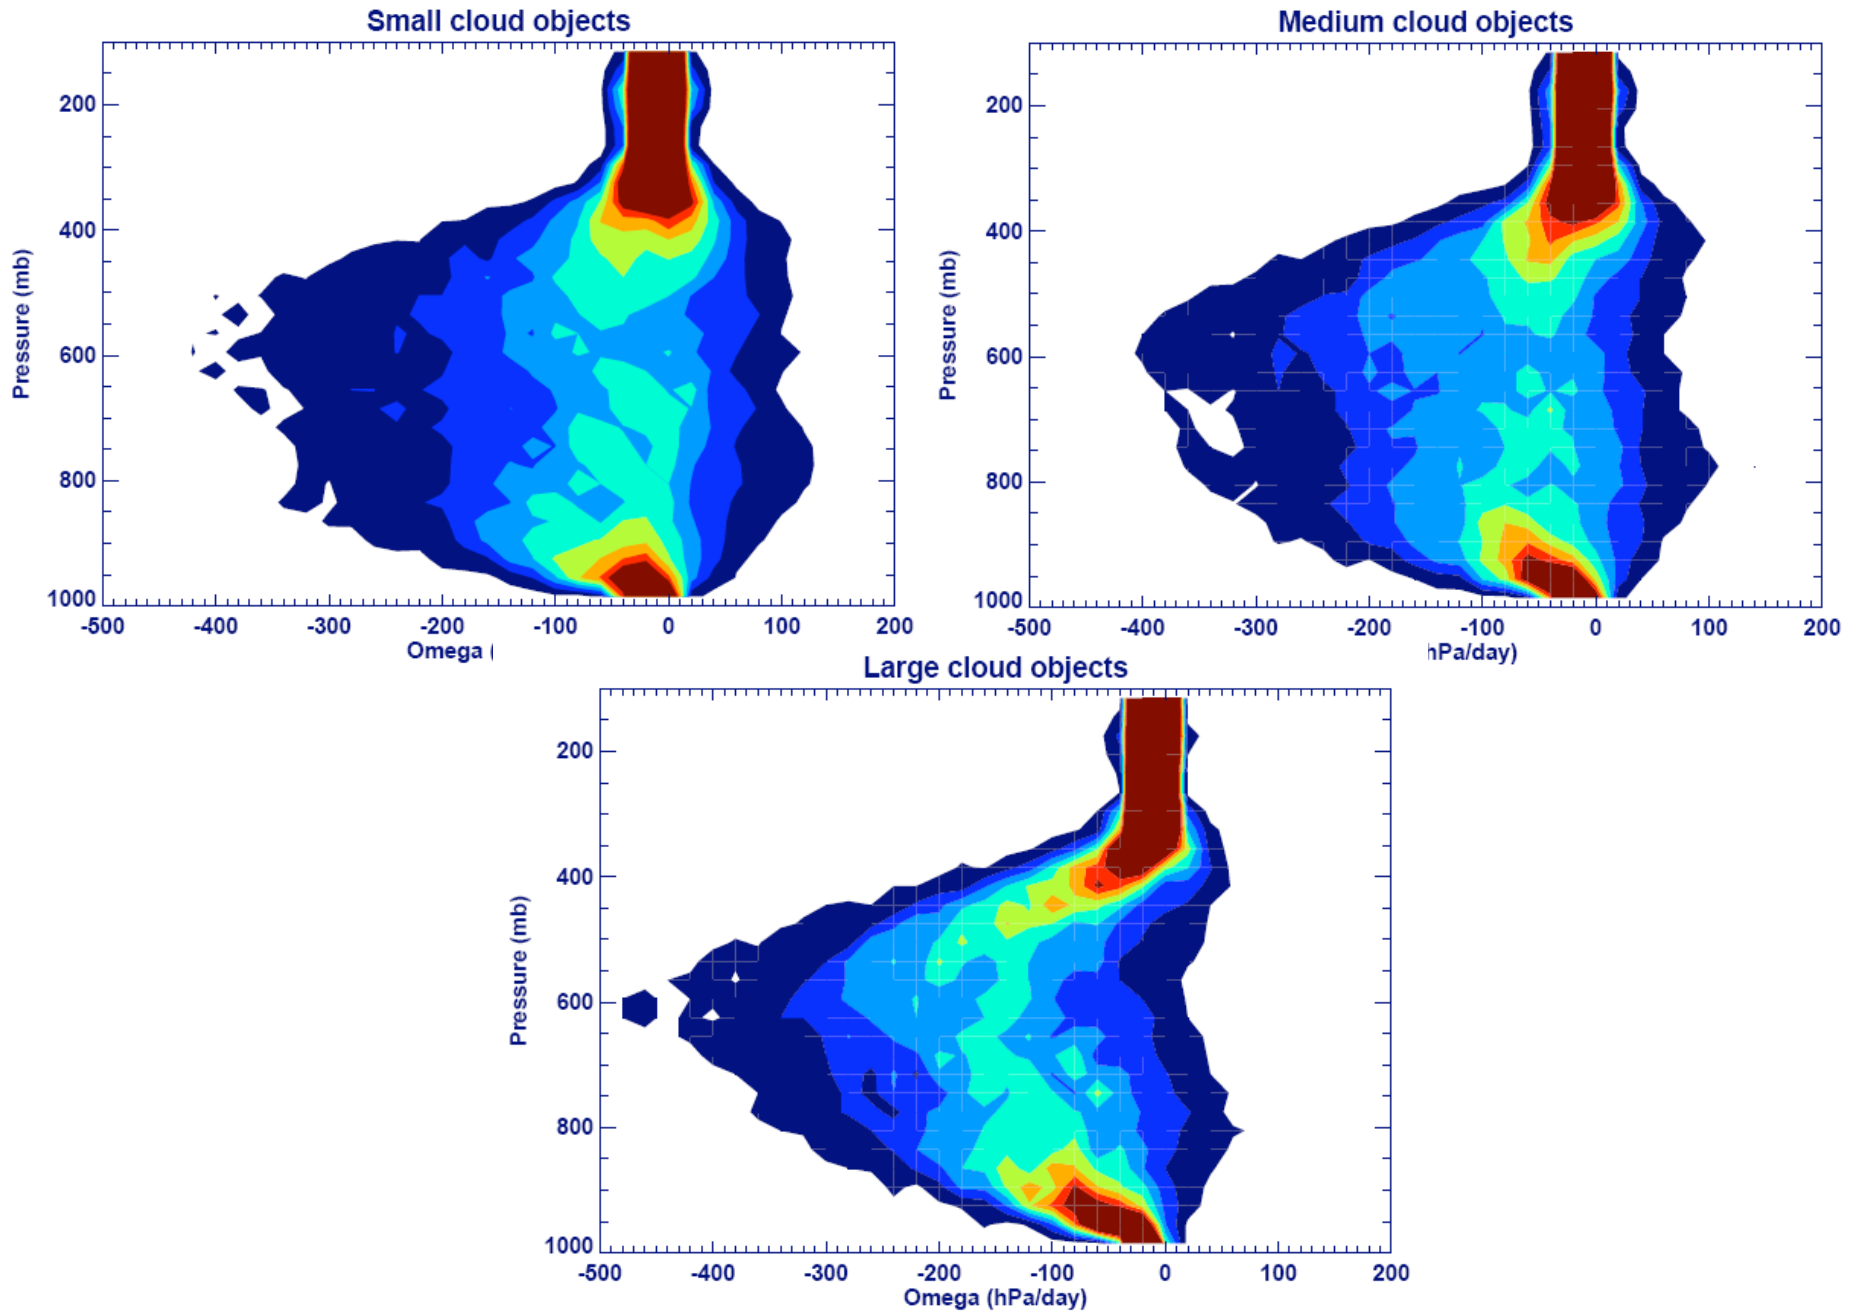 Small cloud objects
Pressure (mb)
200
400
600
800
1000
-500 -400 -300 -200 -100 0 100 200
Omega (
Medium cloud objects
Pressure (mb)
200
400
600
800
1000
-500 -400 -300 -200 -100 0 100 200
hPa/day)
Large cloud objects
Pressure (mb)
200
400
600
800
1000
-500 -400 -300 -200 -100 0 100 200
Omega (hPa/day)